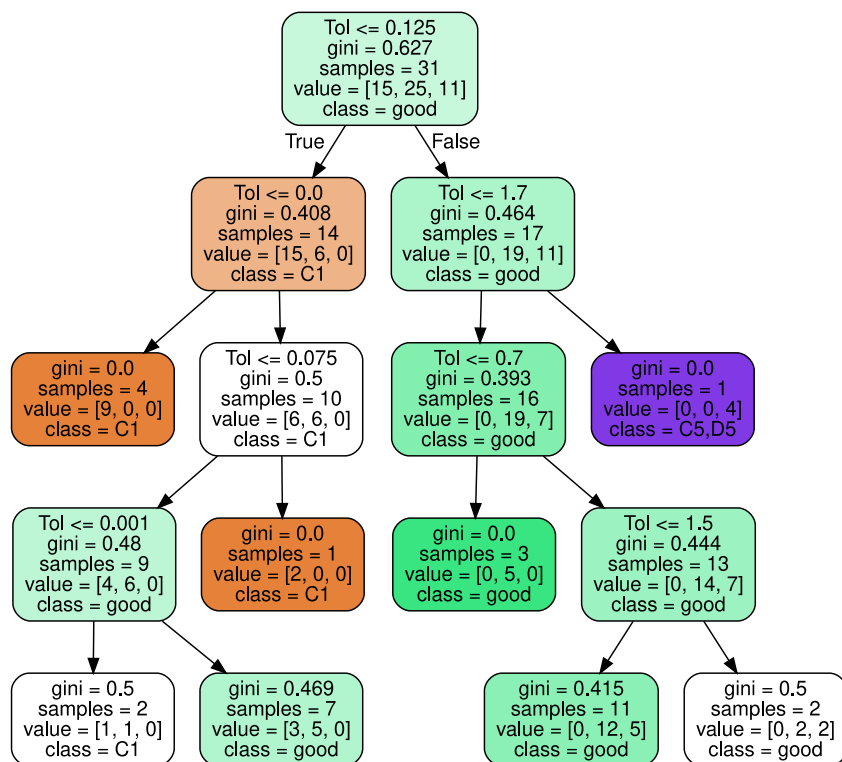 Tol <= 0.125
gini = 0.627
samples = 31
value = [15, 25, 11]
class = good
True
False
Tol <= 0.0
gini = 0.408
samples = 14
value = [15, 6, 0]
class = C1
Tol <= 1.7
gini = 0.464
samples = 17
value = [0, 19, 11]
class = good
gini = 0.0
samples = 4
value = [9, 0, 0]
class = C1
Tol <= 0.075
gini = 0.5
samples = 10
value = [6, 6, 0]
class = C1
Tol <= 0.7
gini = 0.393
samples = 16
value = [0, 19, 7]
class = good
gini = 0.0
samples = 1
value = [0, 0, 4]
class = C5,D5
Tol <= 0.001
gini = 0.48
samples = 9
value = [4, 6, 0]
class = good
gini = 0.0
samples = 1
value = [2, 0, 0]
class = C1
gini = 0.0
samples = 3
value = [0, 5, 0]
class = good
Tol <= 1.5
gini = 0.444
samples = 13
value = [0, 14, 7]
class = good
gini = 0.5
samples = 2
value = [1, 1, 0]
class = C1
gini = 0.469
samples = 7
value = [3, 5, 0]
class = good
gini = 0.415
samples = 11
value = [0, 12, 5]
class = good
gini = 0.5
samples = 2
value = [0, 2, 2]
class = good